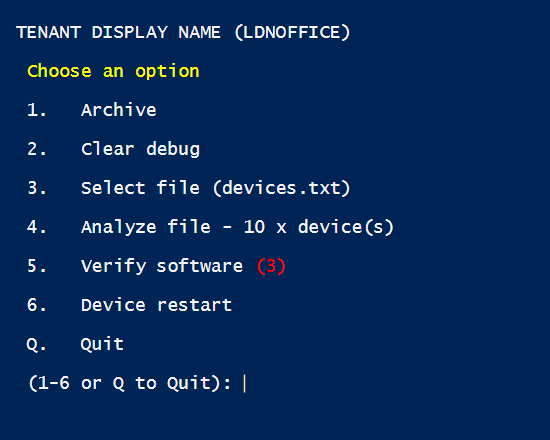 TENANT DISPLAY NAME (LDNOFFICE)
Choose an option
1. Archive
2. Clear debug
3. Select file (devices.txt)
4. Analyze file - 10 x device(s)
5. Verify software (3)
6. Device restart
Q. Quit
(1-6 or Q to Quit):